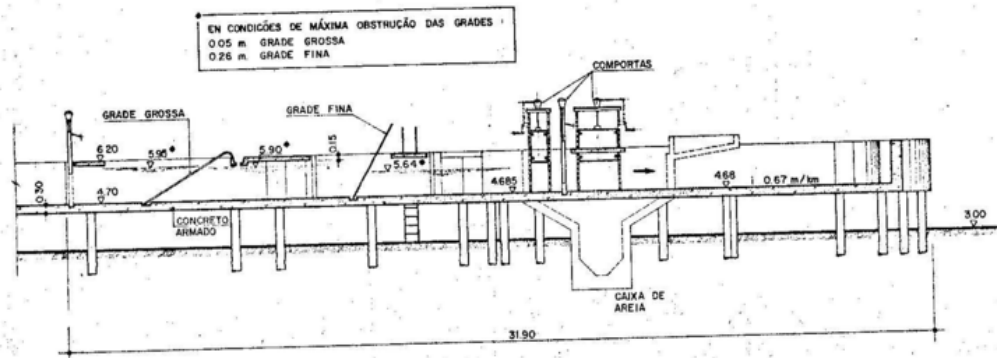 EN CONDIÇÕES DE MÁXIMA OBSTRUÇÃO DAS GRADES
0.05 m. GRADE GROSSA
0.26 m. GRADE FINA
COMPORTAS
GRADE GROSSA
GRADE FINA
6.20
5.95*
5.90*
0.15
5.64*
0.30
4.70
4.685
4.68
0.67 m/km
CONCRETO
ARMADO
3.00
CAIXA DE
AREIA
31.90